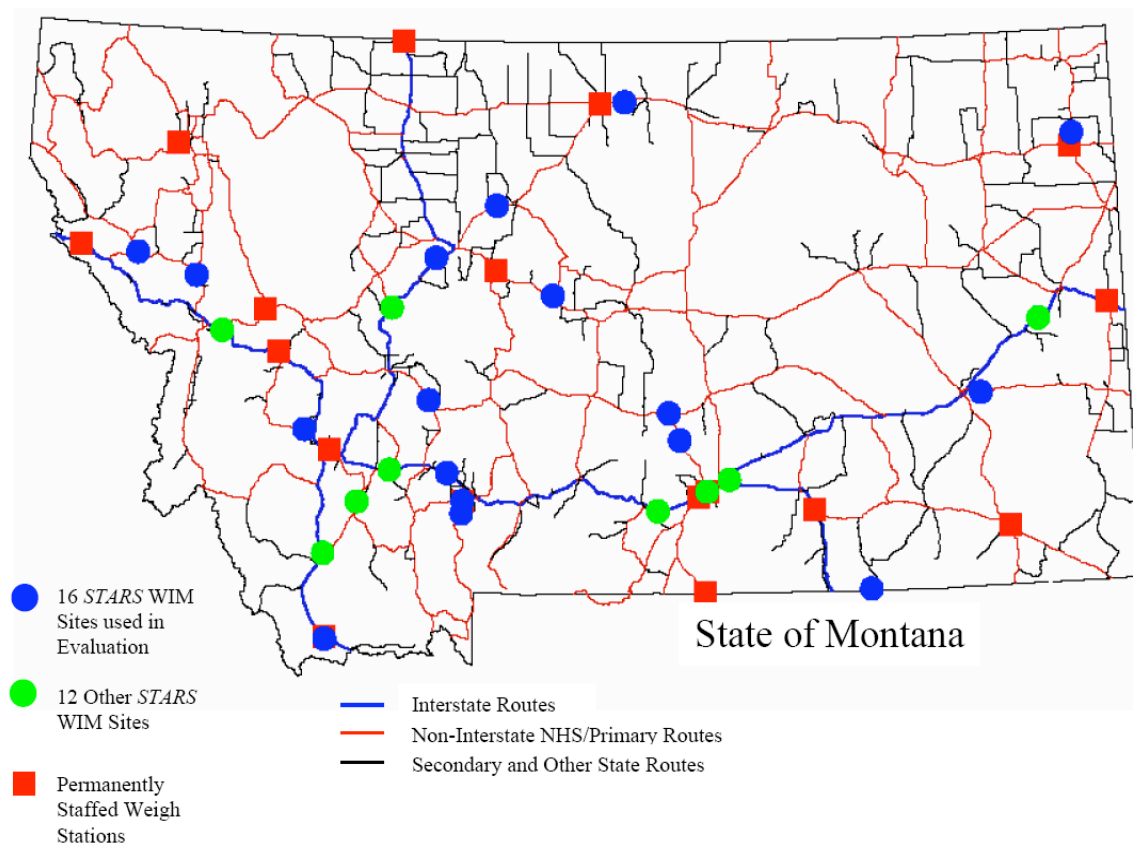 State of Montana
16 STARS WIM
Sites used in
Evaluation
12 Other STARS
WIM Sites
Permanently
Staffed Weigh
Stations
Interstate Routes
Non-Interstate NHS/Primary Routes
Secondary and Other State Routes